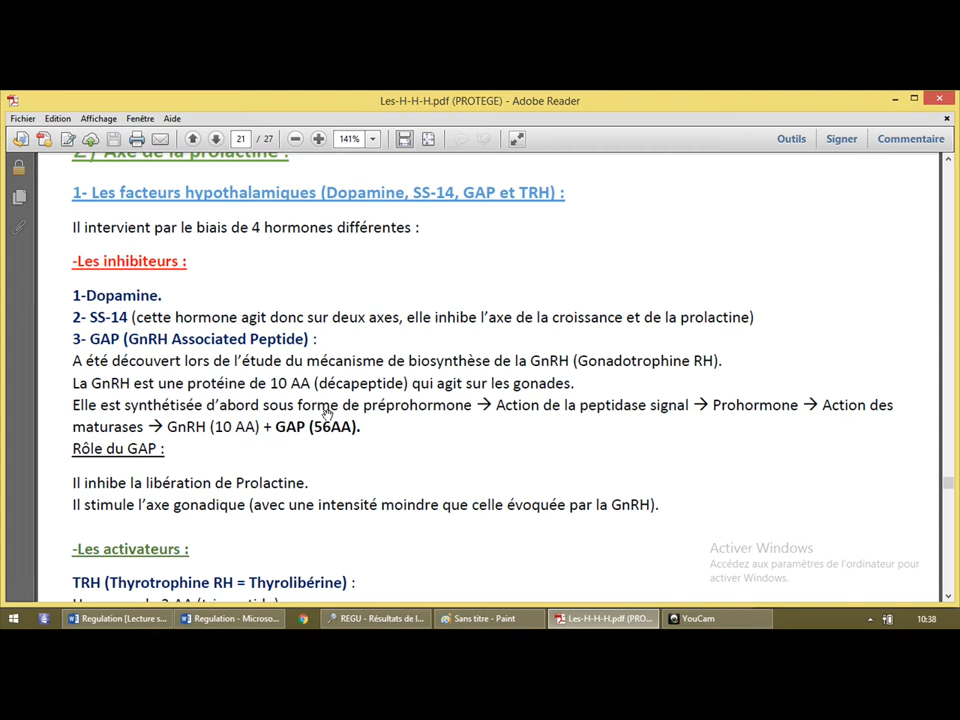 Les-H-H-H.pdf (PROTEGE) - Adobe Reader
Fichier Edition Affichage Fenêtre Aide
21 / 27 141% Outils Signer Commentaire
2) Axe de la prolactine :
1- Les facteurs hypothalamiques (Dopamine, SS-14, GAP et TRH) :
Il intervient par le biais de 4 hormones différentes :
-Les inhibiteurs :
1-Dopamine.
2- SS-14 (cette hormone agit donc sur deux axes, elle inhibe l'axe de la croissance et de la prolactine)
3- GAP (GnRH Associated Peptide) :
A été découvert lors de l'étude du mécanisme de biosynthèse de la GnRH (Gonadotrophine RH).
La GnRH est une protéine de 10 AA (décapeptide) qui agit sur les gonades.
Elle est synthétisée d'abord sous forme de préprohormone → Action de la peptidase signal → Prohormone → Action des
maturases → GnRH (10 AA) + GAP (56AA).
Rôle du GAP :
Il inhibe la libération de Prolactine.
Il stimule l'axe gonadique (avec une intensité moindre que celle évoquée par la GnRH).
-Les activateurs :
TRH (Thyrotrophine RH = Thyrolibérine) :
Activer Windows
Accédez aux paramètres de l'ordinateur pour
activer Windows.
Regulation [Lecture s... Regulation - Microso... REGU - Résultats de l... Sans titre - Paint Les-H-H-H.pdf (PRO... YouCam 10:38